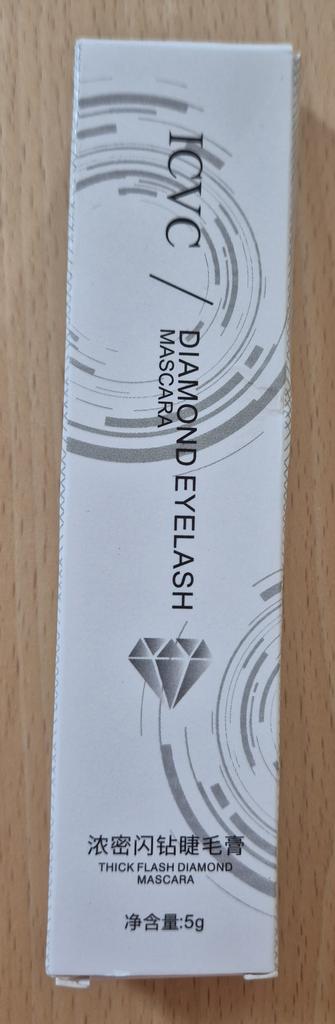 ICVC /
DIAMOND EYELASH
MASCARA
浓密闪钻睫毛膏
THICK FLASH DIAMOND
MASCARA
净含量:5g